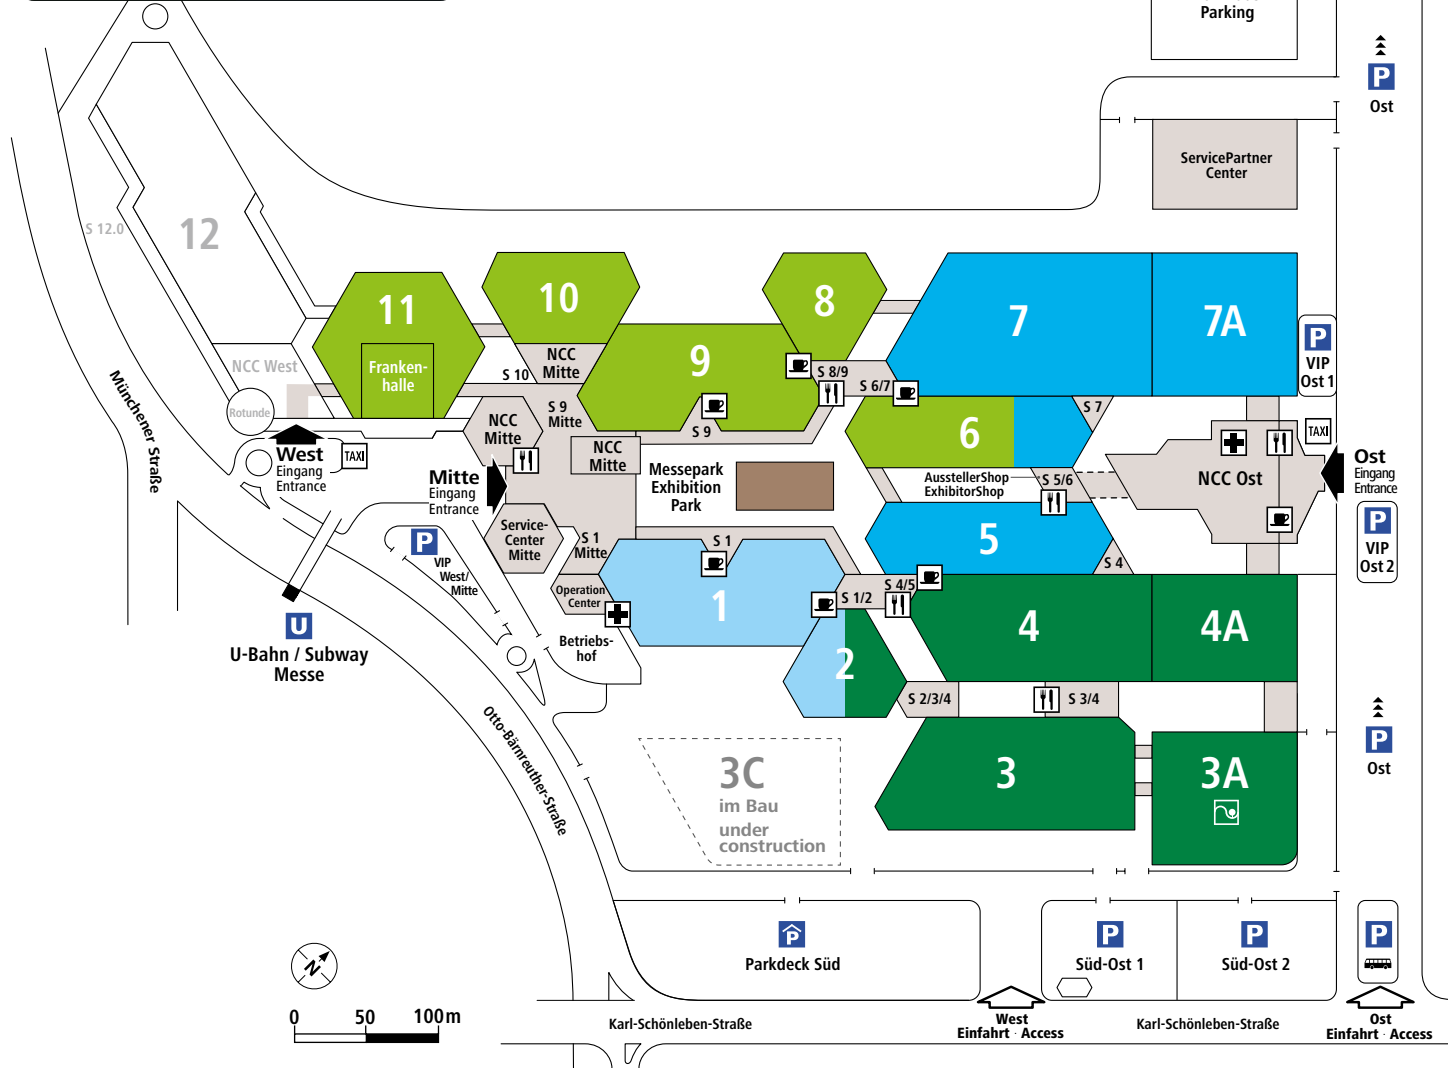 Parking
P
Ost
ServicePartner
Center
12
S 12.0
11
10
8
7
7A
9
NCC West
Franken-
halle
NCC
Mitte
S 10
S 8/9
S 6/7
P
VIP
Ost 1
Rotunde
NCC
Mitte
S 9
Mitte
S 9
6
S 7
TAXI
Münchener Straße
West
Eingang
Entrance
TAXI
NCC
Mitte
Messepark
Exhibition
Park
AusstellerShop
ExhibitorShop
S 5/6
NCC Ost
Ost
Eingang
Entrance
Mitte
Eingang
Entrance
P
VIP
Ost 2
Service-
Center
Mitte
S 1
Mitte
S 1
5
S 4
P
VIP
West/
Mitte
Operation
Center
1
S 1/2
S 4/5
4
4A
U
U-Bahn / Subway
Messe
Betriebs-
hof
2
S 2/3/4
S 3/4
P
Ost
Otto-Bärnreuther-Straße
3C
im Bau
under
construction
3
3A
P
Parkdeck Süd
P
Süd-Ost 1
P
Süd-Ost 2
P
N
0 50 100 m
Karl-Schönleben-Straße
West
Einfahrt · Access
Karl-Schönleben-Straße
Ost
Einfahrt · Access